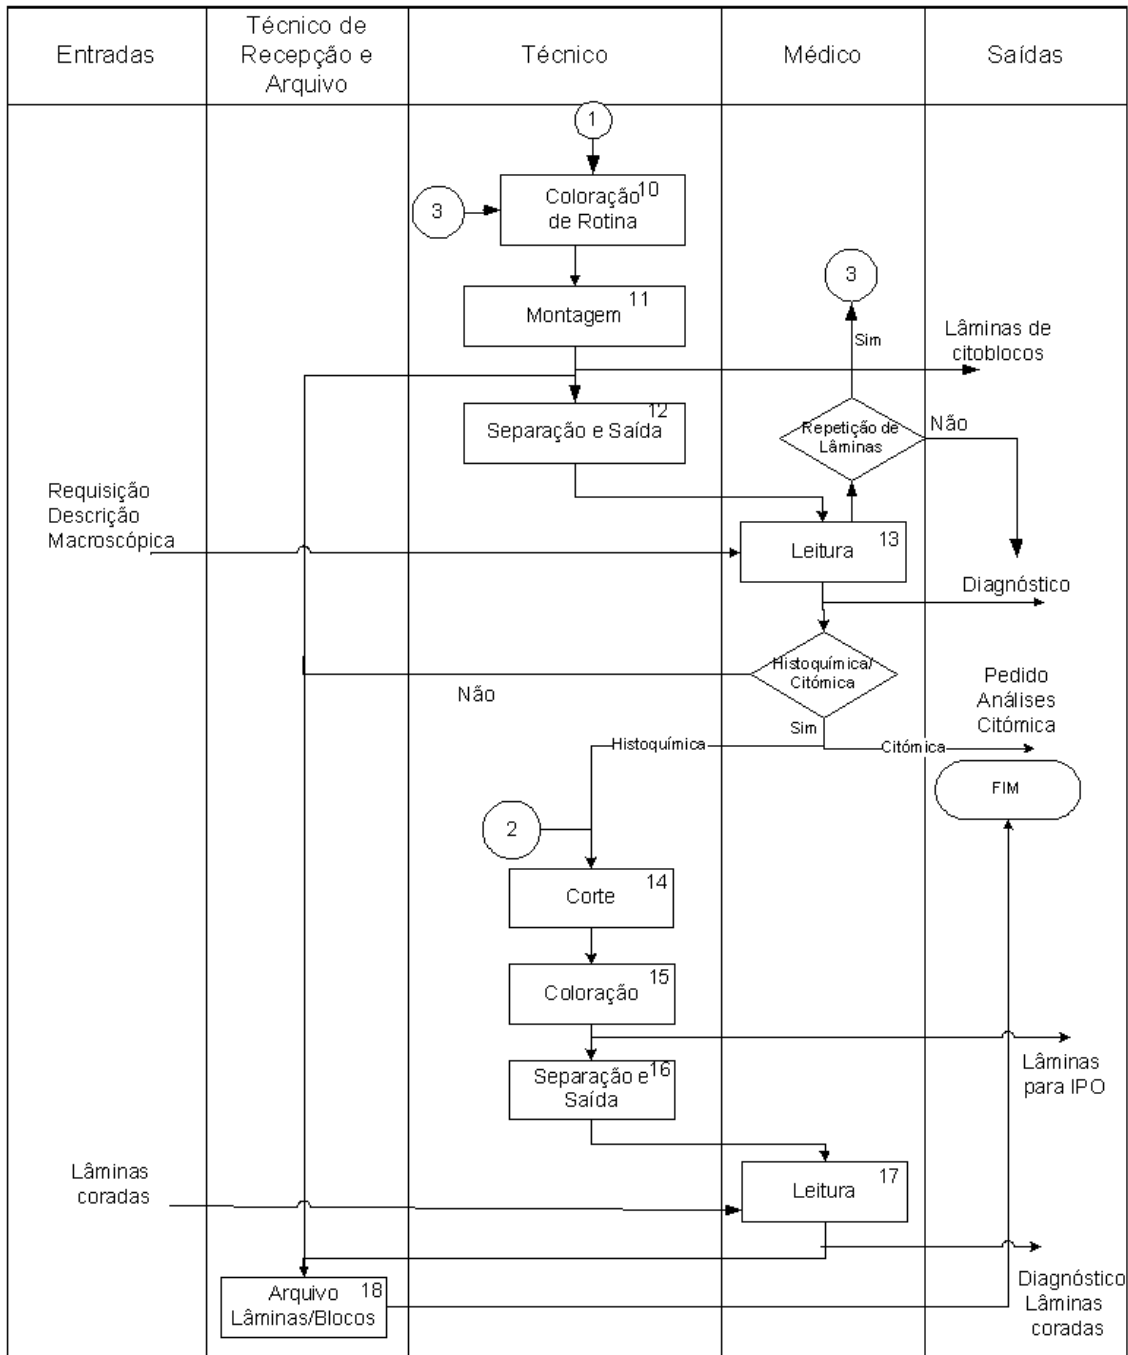 Entradas
Técnico de
Recepção e
Arquivo
Técnico
Médico
Saídas
1
10
Coloração
de Rotina
3
3
11
Montagem
Sim
Lâminas de
citoblocos
12
Separação e Saída
Repetição de
Lâminas
Não
Requisição
Descrição
Macroscópica
13
Leitura
Diagnóstico
Histoquímica/
Citómica
Não
Sim
Pedido
Análises
Citómica
Histoquímica
Citómica
FIM
2
14
Corte
15
Coloração
16
Separação e
Saída
Lâminas
para IPO
Lâminas
coradas
17
Leitura
18
Arquivo
Lâminas/Blocos
Diagnóstico
Lâminas
coradas